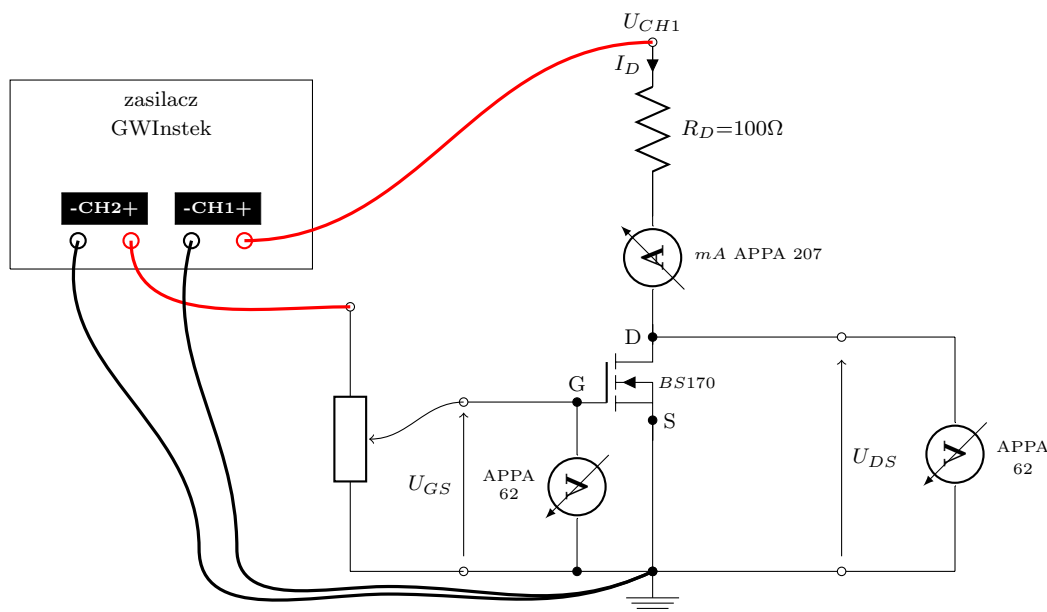 U_CH1
I_D
zasilacz
GWInstek
R_D=100Ω
-CH2+
-CH1+
A
mA APPA 207
D
G
BS170
S
APPA
62
V
U_GS
U_DS
V
APPA
62